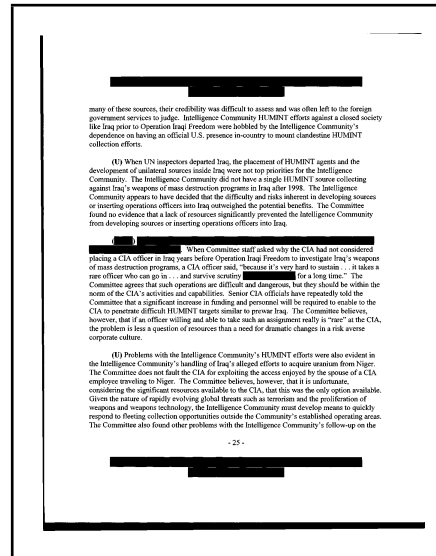 many of these sources, their credibility was difficult to assess and was often left to the foreign
government services to judge. Intelligence Community HUMINT efforts against a closed society
like Iraq prior to Operation Iraqi Freedom were hobbled by the Intelligence Community's
dependence on having an official U.S. presence in-country to mount clandestine HUMINT
collection efforts.
(U) When UN inspectors departed Iraq, the placement of HUMINT agents and the
development of unilateral sources inside Iraq were not top priorities for the Intelligence
Community. The Intelligence Community did not have a single HUMINT source collecting
against Iraq's weapons of mass destruction programs in Iraq after 1998. The Intelligence
Community appears to have decided that the difficulty and risks inherent in developing sources
or inserting operations officers into Iraq outweighed the potential benefits. The Committee
found no evidence that a lack of resources significantly prevented the Intelligence Community
from developing sources or inserting operations officers into Iraq.
( )
. When Committee staff asked why the CIA had not considered
placing a CIA officer in Iraq years before Operation Iraqi Freedom to investigate Iraq's weapons
of mass destruction programs, a CIA officer said, "because it's very hard to sustain . . . it takes a
rare officer who can go in . . . and survive scrutiny for a long time." The
Committee agrees that such operations are difficult and dangerous, but they should be within the
norm of the CIA's activities and capabilities. Senior CIA officials have repeatedly told the
Committee that a significant increase in funding and personnel will be required to enable to the
CIA to penetrate difficult HUMINT targets similar to prewar Iraq. The Committee believes,
however, that if an officer willing and able to take such an assignment really is "rare" at the CIA,
the problem is less a question of resources than a need for dramatic changes in a risk averse
corporate culture.
(U) Problems with the Intelligence Community's HUMINT efforts were also evident in
the Intelligence Community's handling of Iraq's alleged efforts to acquire uranium from Niger.
The Committee does not fault the CIA for exploiting the access enjoyed by the spouse of a CIA
employee traveling to Niger. The Committee believes, however, that it is unfortunate,
considering the significant resources available to the CIA, that this was the only option available.
Given the nature of rapidly evolving global threats such as terrorism and the proliferation of
weapons and weapons technology, the Intelligence Community must develop means to quickly
respond to fleeting collection opportunities outside the Community's established operating areas.
The Committee also found other problems with the Intelligence Community's follow-up on the
- 25 -